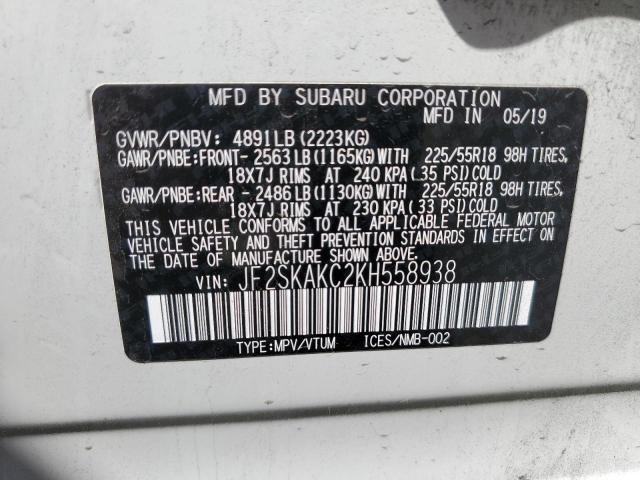 MFD BY SUBARU CORPORATION
MFD IN 05/19
GVWR/PNBV: 4891LB (2223KG)
GAWR/PNBE:FRONT- 2563LB (1165KG) WITH 225/55R18 98H TIRES,
18X7J RIMS AT 240 KPA ( 35 PSI) COLD
GAWR/PNBE:REAR - 2486LB (1130KG) WITH 225/55R18 98H TIRES,
18X7J RIMS AT 230 KPA ( 33 PSI) COLD
THIS VEHICLE CONFORMS TO ALL APPLICABLE FEDERAL MOTOR
VEHICLE SAFETY AND THEFT PREVENTION STANDARDS IN EFFECT ON
THE DATE OF MANUFACTURE SHOWN ABOVE.
VIN: JF2SKAKC2KH558938
TYPE:MPV/VTUM ICES/NMB-002